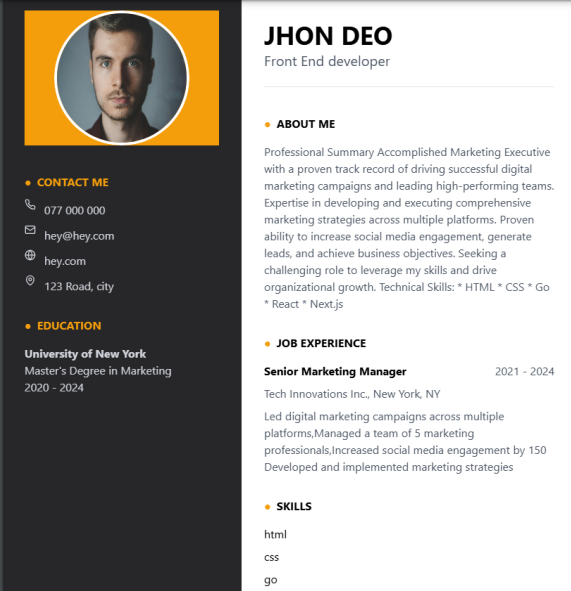 CONTACT ME
077 000 000
hey@hey.com
hey.com
123 Road, city
EDUCATION
University of New York
Master's Degree in Marketing
2020 - 2024
JHON DEO
Front End developer
ABOUT ME
Professional Summary Accomplished Marketing Executive
with a proven track record of driving successful digital
marketing campaigns and leading high-performing teams.
Expertise in developing and executing comprehensive
marketing strategies across multiple platforms. Proven
ability to increase social media engagement, generate
leads, and achieve business objectives. Seeking a
challenging role to leverage my skills and drive
organizational growth. Technical Skills: * HTML * CSS * Go
* React * Next.js
JOB EXPERIENCE
Senior Marketing Manager 2021 - 2024
Tech Innovations Inc., New York, NY
Led digital marketing campaigns across multiple
platforms,Managed a team of 5 marketing
professionals,Increased social media engagement by 150
Developed and implemented marketing strategies
SKILLS
html
css
go